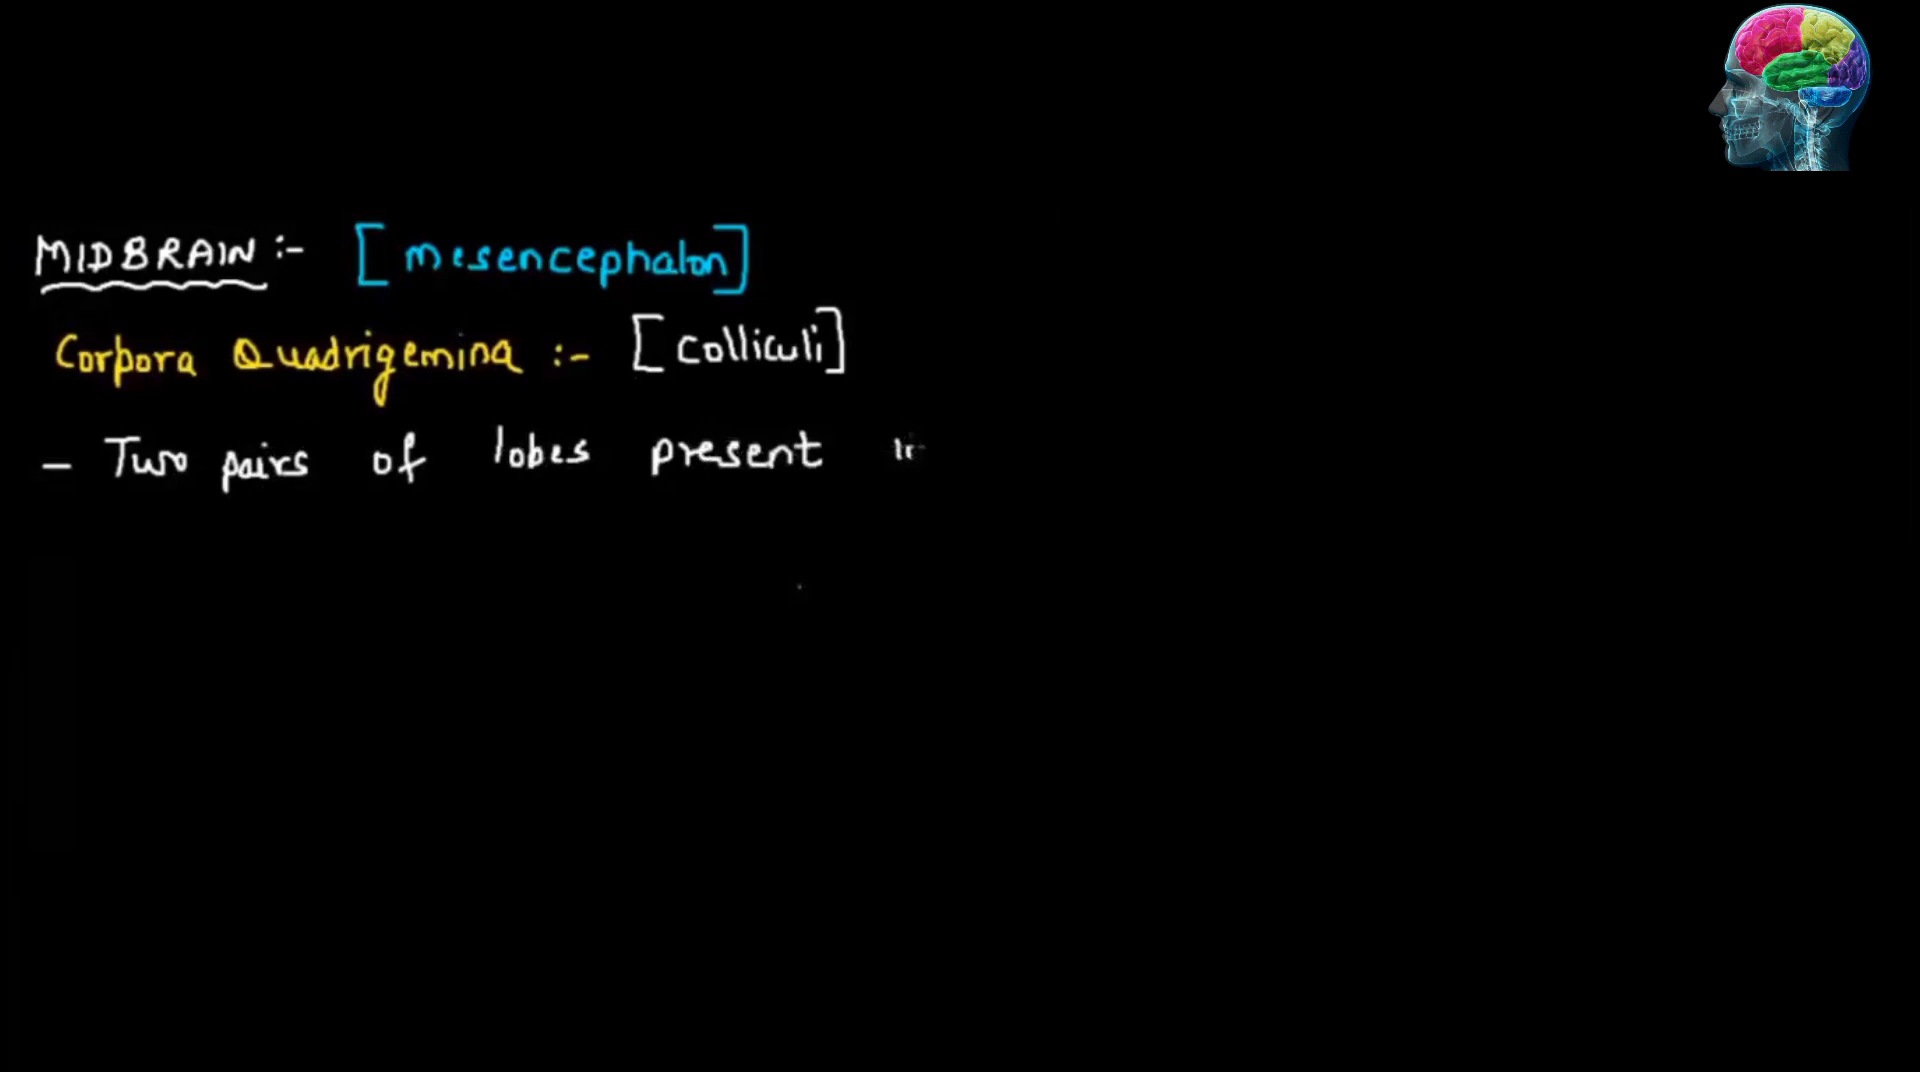 MIDBRAIN :- [mesencephalon]
Corpora Quadrigemina :- [colliculi]
- Two pairs of lobes present